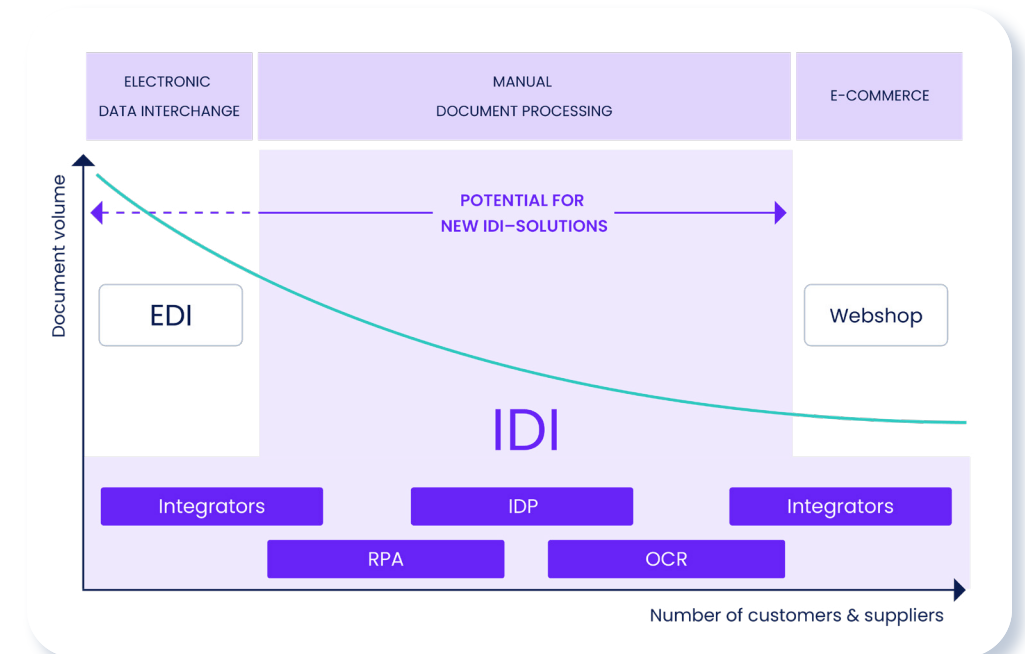 ELECTRONIC
DATA INTERCHANGE
MANUAL
DOCUMENT PROCESSING
E-COMMERCE
Document volume
POTENTIAL FOR
NEW IDI–SOLUTIONS
EDI
Webshop
IDI
Integrators
IDP
Integrators
RPA
OCR
Number of customers & suppliers